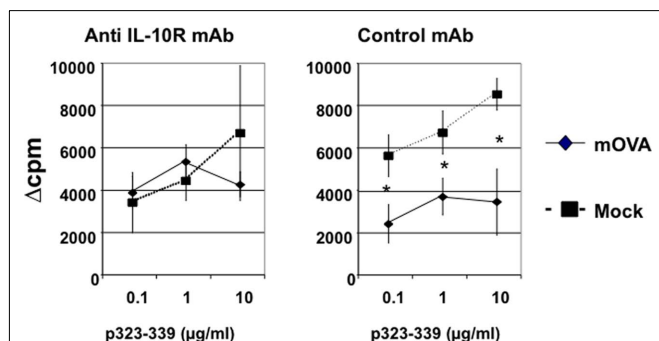 Anti IL-10R mAb
Control mAb
10000
8000
6000
4000
2000
0
Δcpm
0.1 1 10
p323-339 (µg/ml)
10000
8000
6000
4000
2000
0
*
*
*
0.1 1 10
p323-339 (µg/ml)
mOVA
Mock